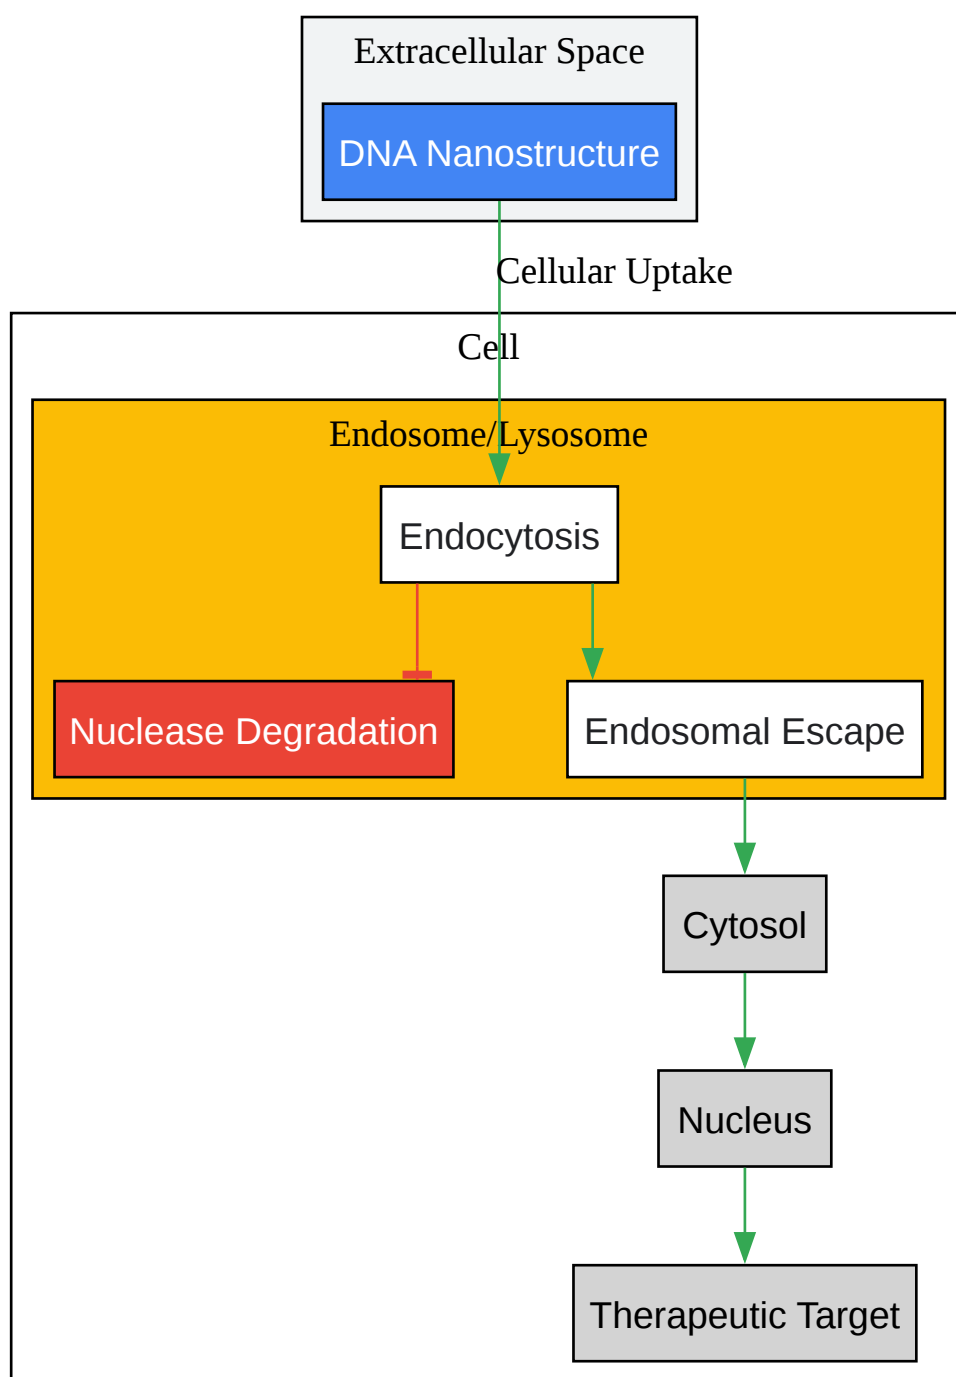 Extracellular Space
DNA Nanostructure
Cellular Uptake
Cell
Endosome/Lysosome
Endocytosis
Nuclease Degradation
Endosomal Escape
Cytosol
Nucleus
Therapeutic Target